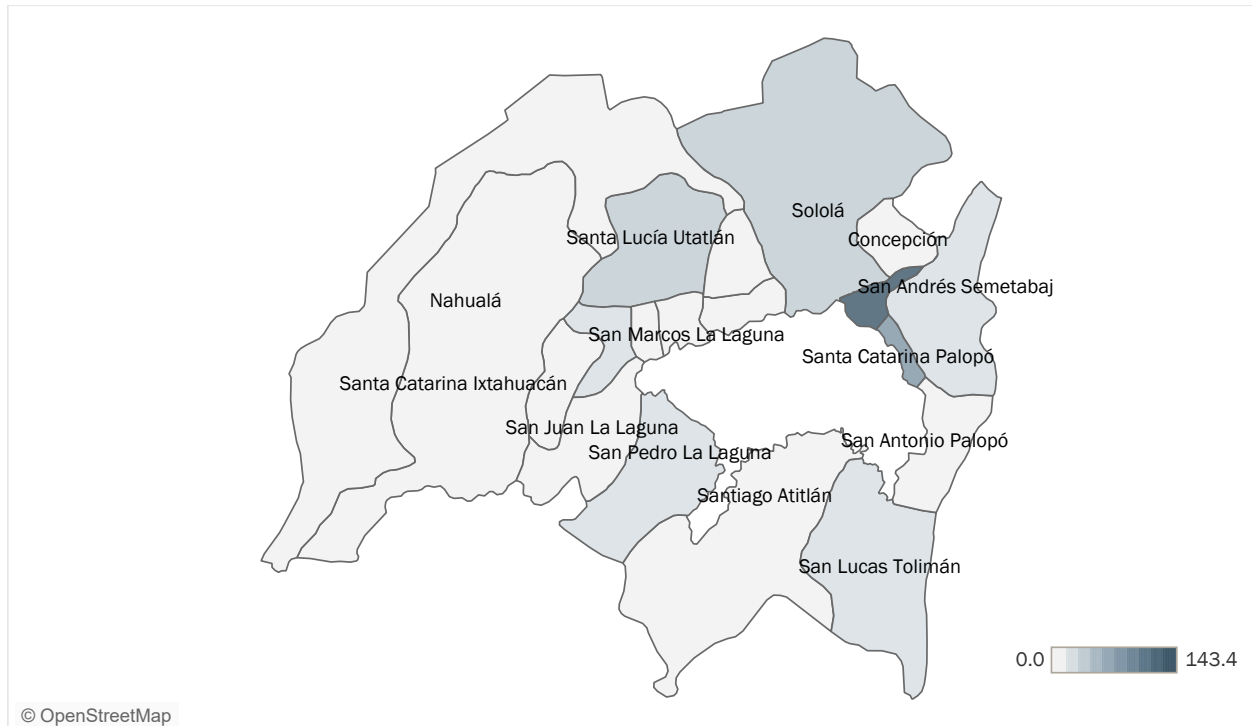 Sololá
Santa Lucía Utatlán
Concepción
San Andrés Semetabaj
Nahualá
San Marcos La Laguna
Santa Catarina Palopó
Santa Catarina Ixtahuacán
San Juan La Laguna
San Antonio Palopó
San Pedro La Laguna
Santiago Atitlán
San Lucas Tolimán
0.0
143.4
© OpenStreetMap